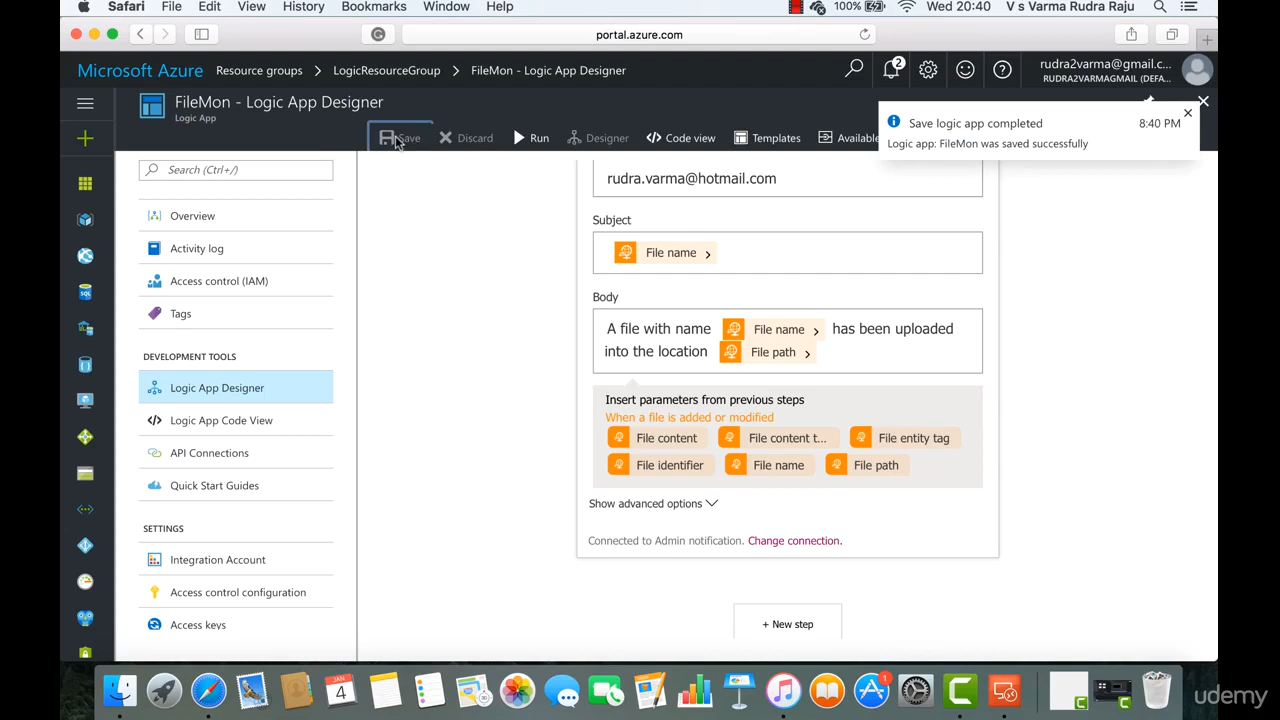 Safari File Edit View History Bookmarks Window Help 100% Wed 20:40 V s Varma Rudra Raju
portal.azure.com
Microsoft Azure Resource groups > LogicResourceGroup > FileMon - Logic App Designer 2 rudra2varma@gmail.c...
RUDRA2VARMAGMAIL (DEFA...
FileMon - Logic App Designer
Logic App
Save logic app completed 8:40 PM
Logic app: FileMon was saved successfully
Save Discard Run Designer Code view Templates Available
Search (Ctrl+/)
Overview
Activity log
Access control (IAM)
Tags
DEVELOPMENT TOOLS
Logic App Designer
Logic App Code View
API Connections
Quick Start Guides
SETTINGS
Integration Account
Access control configuration
Access keys
rudra.varma@hotmail.com
Subject
File name >
Body
A file with name File name > has been uploaded
into the location File path >
Insert parameters from previous steps
When a file is added or modified
File content File content t... File entity tag
File identifier File name File path
Show advanced options
Connected to Admin notification. Change connection.
+ New step
JAN
4
1
udemy